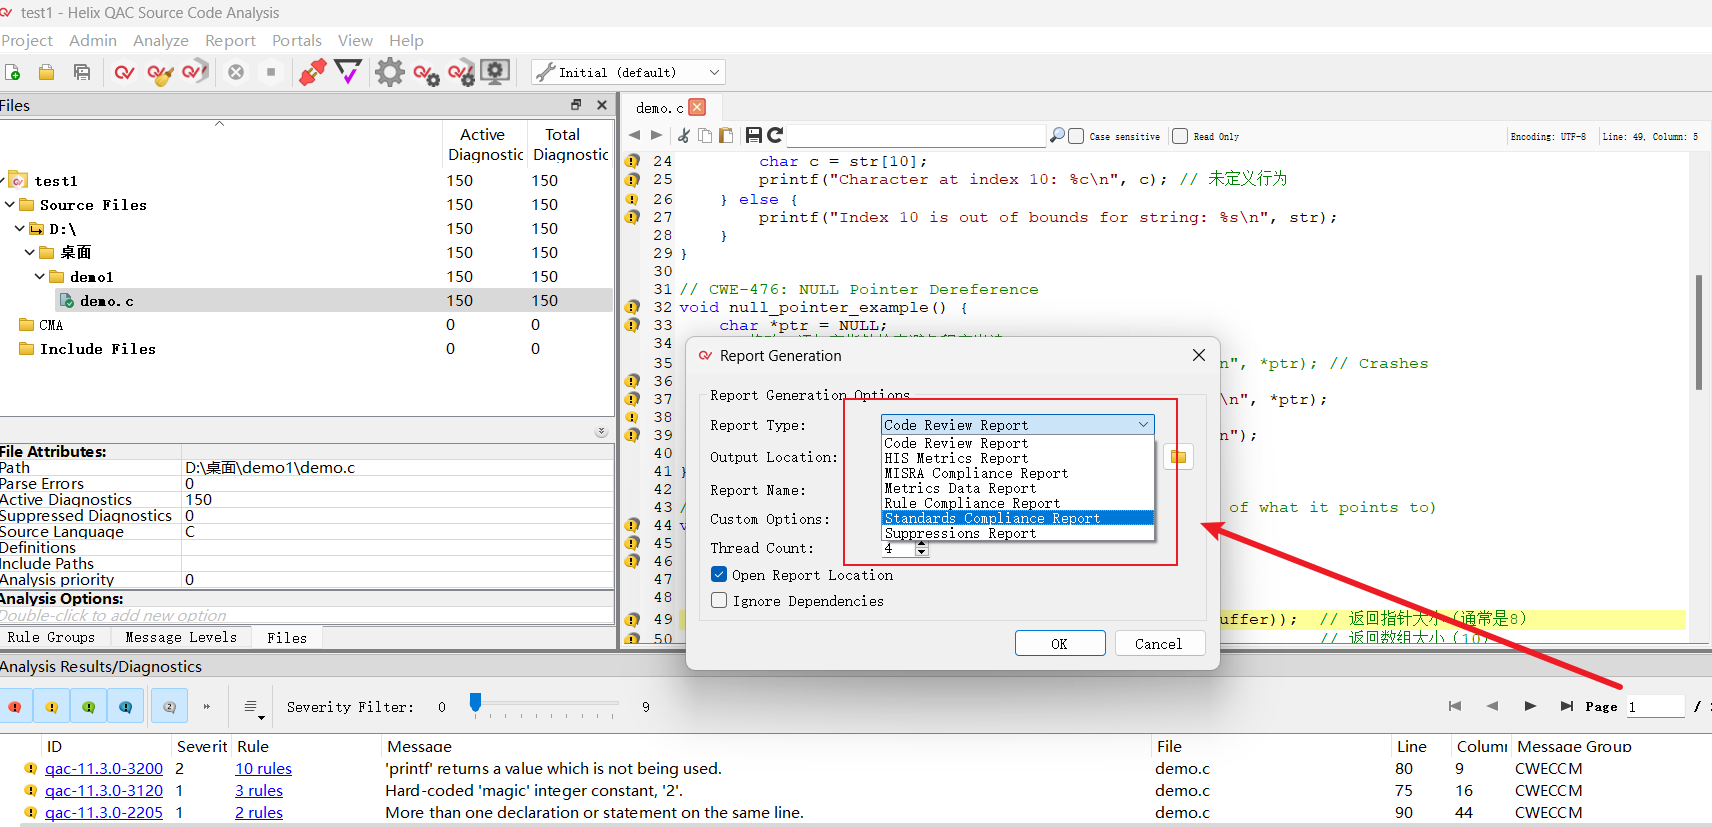 test1 - Helix QAC Source Code Analysis
Project Admin Analyze Report Portals View Help
Initial (default)
Files
Active Diagnostic Total Diagnostic
test1 150 150
Source Files 150 150
D:\ 150 150
桌面 150 150
demo1 150 150
demo.c 150 150
CMA 0 0
Include Files 0 0
File Attributes:
Path D:\桌面\demo1\demo.c
Parse Errors 0
Active Diagnostics 150
Suppressed Diagnostics 0
Source Language C
Definitions
Include Paths
Analysis priority 0
Analysis Options:
Double-click to add new option
Rule Groups Message Levels Files
demo.c
Case sensitive Read Only Encoding: UTF-8 Line: 49, Column: 5
24 char c = str[10];
25 printf("Character at index 10: %c\n", c); // 未定义行为
26 } else {
27 printf("Index 10 is out of bounds for string: %s\n", str);
28 }
29 }
30
31 // CWE-476: NULL Pointer Dereference
32 void null_pointer_example() {
33 char *ptr = NULL;
34
35 n", *ptr); // Crashes
36
37 \n", *ptr);
38
39 n");
40
41 }
42
43 / of what it points to)
44 v
45
46
47
48
49 uffer)); // 返回指针大小（通常是8）
50 // 返回数组大小（10）
Report Generation
Report Generation Options
Report Type: Code Review Report
Code Review Report
HIS Metrics Report
MISRA Compliance Report
Metrics Data Report
Rule Compliance Report
Standards Compliance Report
Suppressions Report
Output Location:
Report Name:
Custom Options:
Thread Count: 4
Open Report Location
Ignore Dependencies
OK Cancel
Analysis Results/Diagnostics
Severity Filter: 0 9 Page 1 /
ID Severit Rule Message File Line Colum Message Group
qac-11.3.0-3200 2 10 rules 'printf' returns a value which is not being used. demo.c 80 9 CWECCM
qac-11.3.0-3120 1 3 rules Hard-coded 'magic' integer constant, '2'. demo.c 75 16 CWECCM
qac-11.3.0-2205 1 2 rules More than one declaration or statement on the same line. demo.c 90 44 CWECCM